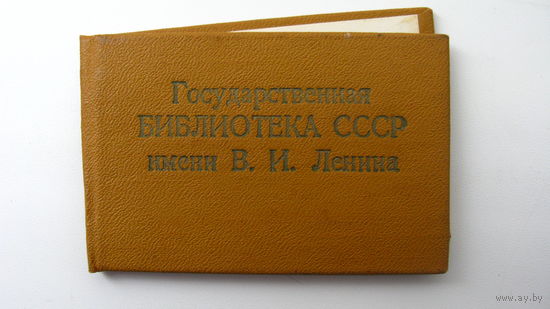 Государственная
БИБЛИОТЕКА СССР
имени В. И. Ленина
www.ay.by